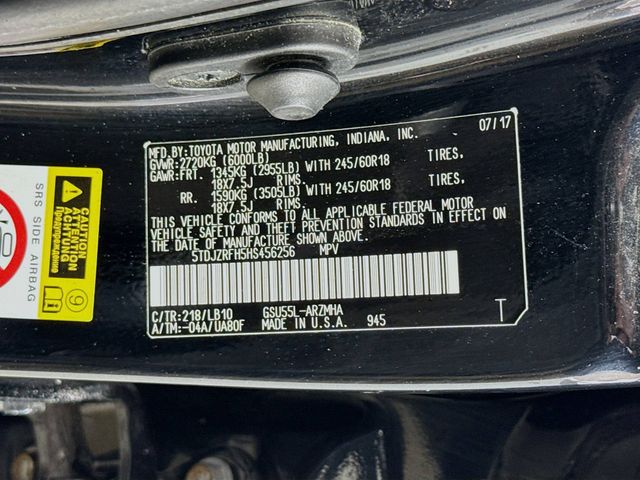 MFD.BY:TOYOTA MOTOR MANUFACTURING, INDIANA, INC. 07/17
GVWR:2720KG (6000LB)
GAWR:FRT. 1345KG (2955LB) WITH 245/60R18 TIRES,
18X7.5J RIMS.
RR. 1590KG (3505LB) WITH 245/60R18 TIRES,
18X7.5J RIMS.
THIS VEHICLE CONFORMS TO ALL APPLICABLE FEDERAL MOTOR
VEHICLE SAFETY AND THEFT PREVENTION STANDARDS IN EFFECT ON
THE DATE OF MANUFACTURE SHOWN ABOVE.
5TDJZRFH5HS456256 MPV
C/TR:218/LB10 GSU55L-ARZMHA
A/TM:-04A/UA80F MADE IN U.S.A. 945 T
SRS SIDE AIRBAG
CAUTION
ATTENTION
ACHTUNG
Предупреждение
9